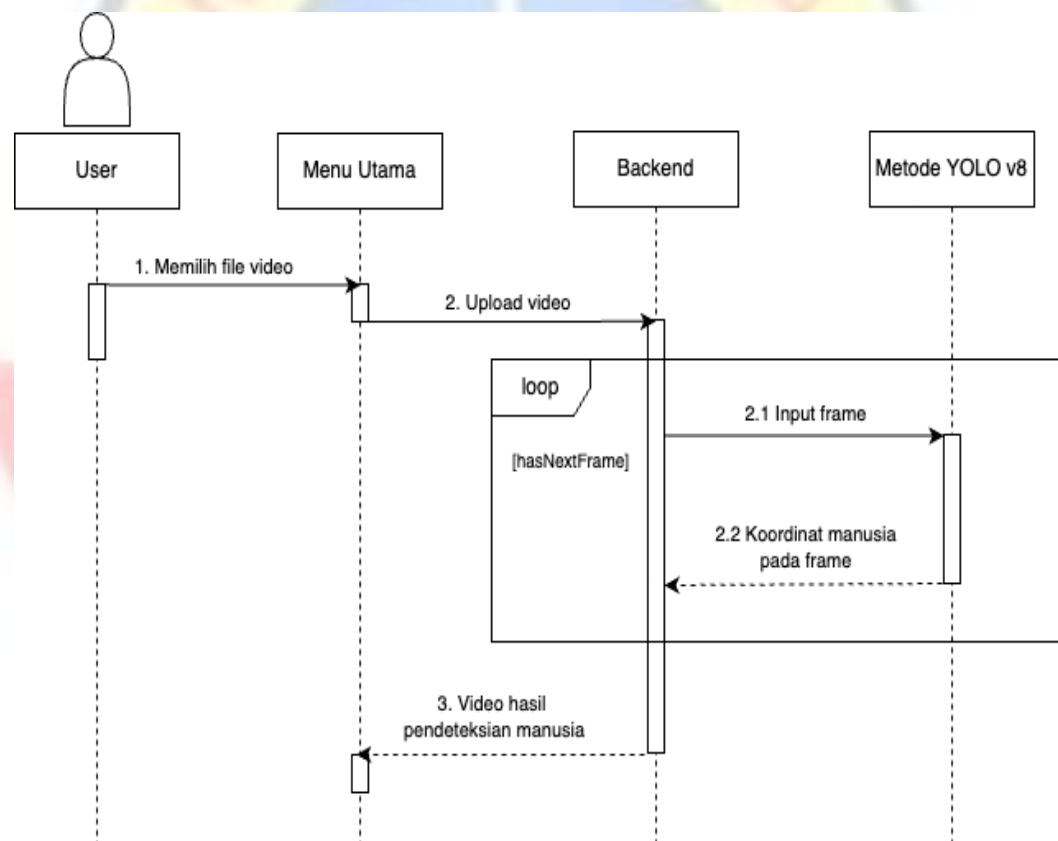 User
Menu Utama
Backend
Metode YOLO v8
1. Memilih file video
2. Upload video
loop
2.1 Input frame
[hasNextFrame]
2.2 Koordinat manusia
pada frame
3. Video hasil
pendeteksian manusia